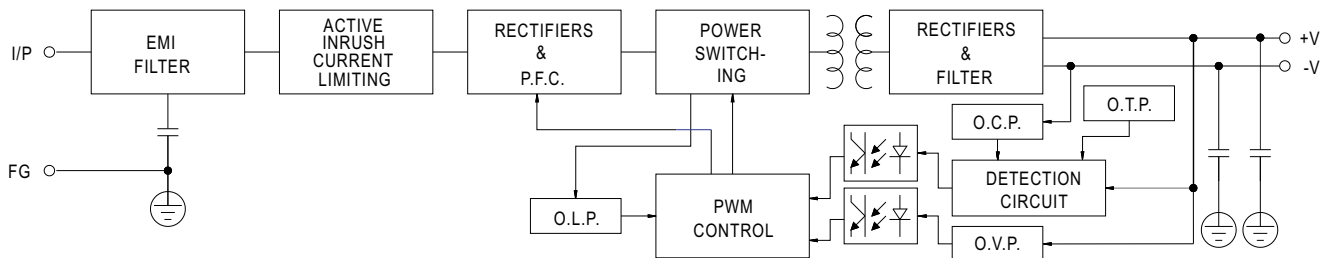 I/P
EMI
FILTER
ACTIVE
INRUSH
CURRENT
LIMITING
RECTIFIERS
&
P.F.C.
POWER
SWITCH-
ING
RECTIFIERS
&
FILTER
+V
-V
O.C.P.
O.T.P.
FG
DETECTION
CIRCUIT
O.L.P.
PWM
CONTROL
O.V.P.